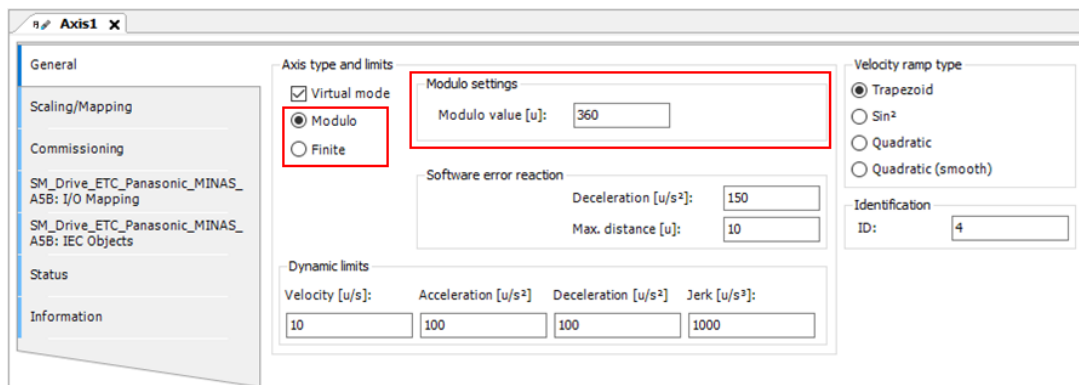 Axis1
General
Scaling/Mapping
Commissioning
SM_Drive_ETC_Panasonic_MINAS_
A5B: I/O Mapping
SM_Drive_ETC_Panasonic_MINAS_
A5B: IEC Objects
Status
Information
Axis type and limits
Virtual mode
Modulo
Finite
Modulo settings
Modulo value [u]: 360
Software error reaction
Deceleration [u/s²]: 150
Max. distance [u]: 10
Dynamic limits
Velocity [u/s]: Acceleration [u/s²] Deceleration [u/s²] Jerk [u/s³]:
10 100 100 1000
Velocity ramp type
Trapezoid
Sin²
Quadratic
Quadratic (smooth)
Identification
ID: 4